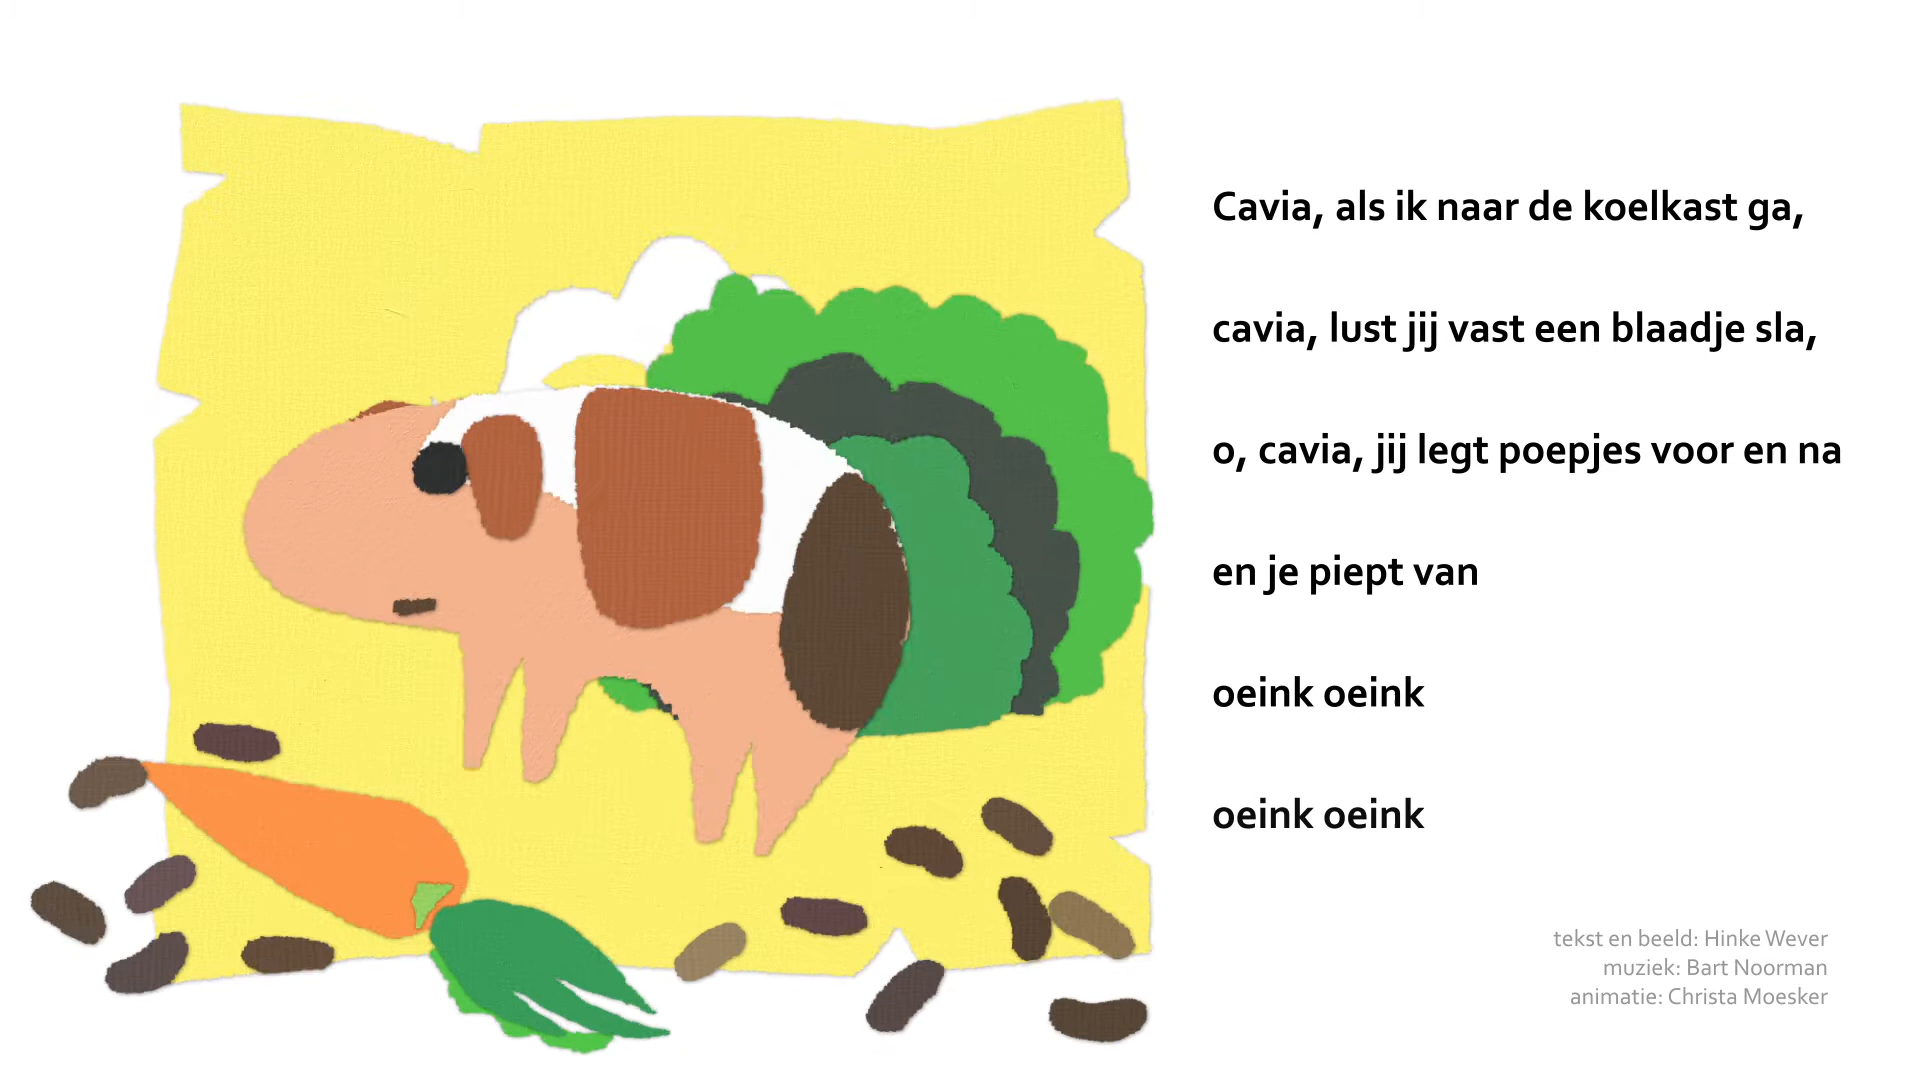 Cavia, als ik naar de koelkast ga,
cavia, lust jij vast een blaadje sla,
o, cavia, jij legt poepjes voor en na
en je piept van
oeink oeink
oeink oeink
tekst en beeld: Hinke Wever
muziek: Bart Noorman
animatie: Christa Moesker